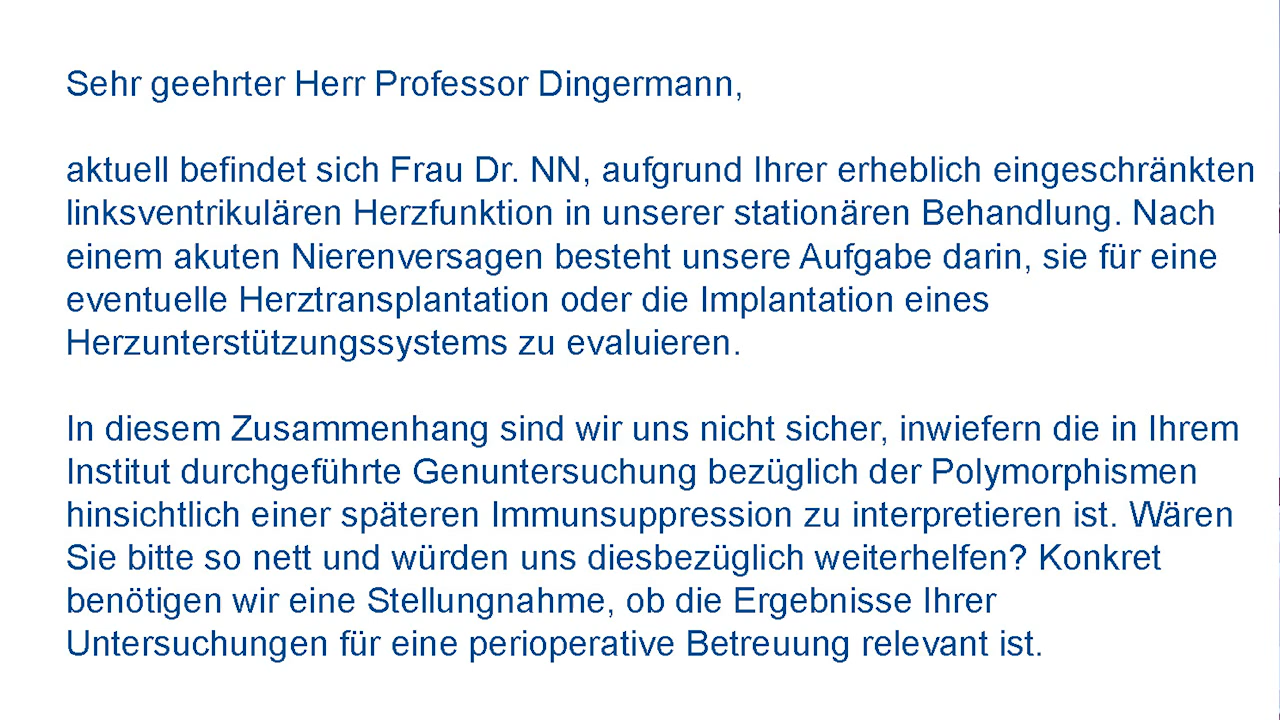 Sehr geehrter Herr Professor Dingermann,
aktuell befindet sich Frau Dr. NN, aufgrund Ihrer erheblich eingeschränkten
linksventrikulären Herzfunktion in unserer stationären Behandlung. Nach
einem akuten Nierenversagen besteht unsere Aufgabe darin, sie für eine
eventuelle Herztransplantation oder die Implantation eines
Herzunterstützungssystems zu evaluieren.
In diesem Zusammenhang sind wir uns nicht sicher, inwiefern die in Ihrem
Institut durchgeführte Genuntersuchung bezüglich der Polymorphismen
hinsichtlich einer späteren Immunsuppression zu interpretieren ist. Wären
Sie bitte so nett und würden uns diesbezüglich weiterhelfen? Konkret
benötigen wir eine Stellungnahme, ob die Ergebnisse Ihrer
Untersuchungen für eine perioperative Betreuung relevant ist.